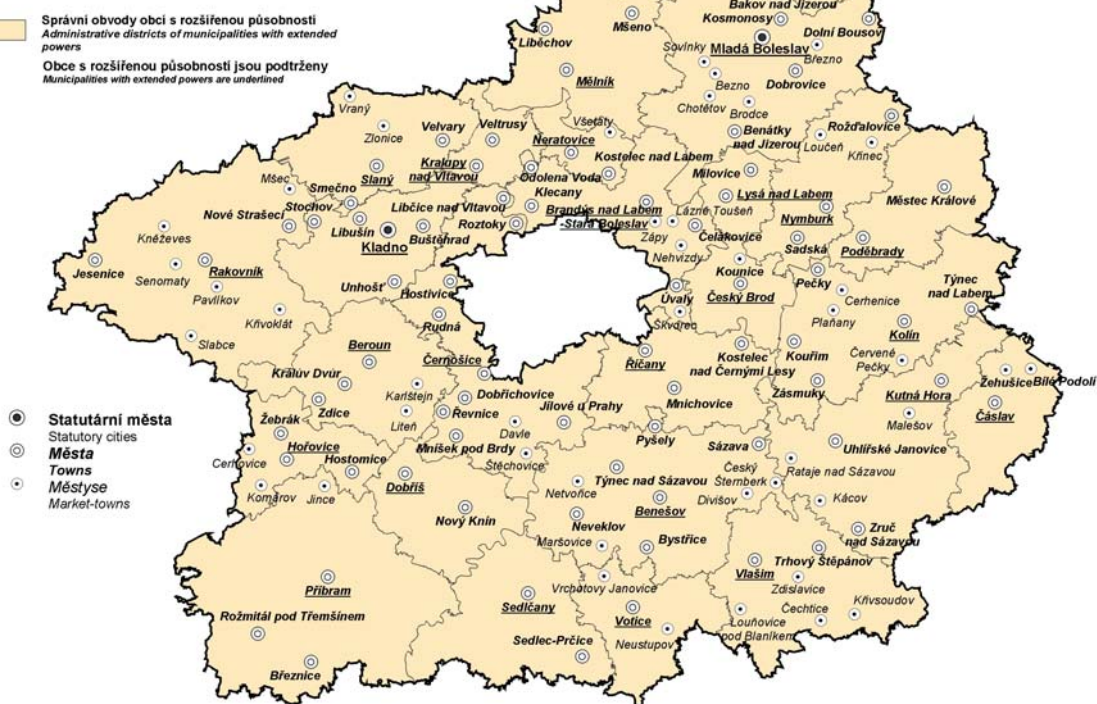 Správní obvody obcí s rozšířenou působností
Administrative districts of municipalities with extended
powers
Obce s rozšířenou působností jsou podtrženy
Municipalities with extended powers are underlined
Bakov nad Jizerou
Kosmonosy
Mšeno
Liběchov
Dolní Bousov
Mladá Boleslav
Sovínky
Březno
Mělník
Bezno
Dobrovice
Chotětov
Brodce
Vraný
Všetaty
Rožďalovice
Zlonice
Velvary
Veltrusy
Neratovice
Benátky
nad Jizerou
Loučeň
Křinec
Kostelec nad Labem
Slaný
Kralupy
nad Vltavou
Odolena Voda
Milovice
Mšec
Smečno
Klecany
Lysá nad Labem
Městec Králové
Stochov
Libčice nad Vltavou
Brandýs nad Labem
-Stará Boleslav
Lázně Toušeň
Nymburk
Nové Strašecí
Libušín
Roztoky
Kněževes
Kladno
Buštěhrad
Zápy
Čelákovice
Sadská
Poděbrady
Nehvizdy
Jesenice
Senomaty
Rakovník
Kounice
Pečky
Týnec
nad Labem
Pavlíkov
Unhošť
Hostivice
Úvaly
Český Brod
Cerhenice
Křivoklát
Škvorec
Plaňany
Rudná
Kolín
Slabce
Beroun
Kostelec
nad Černými Lesy
Kouřim
Červené
Pečky
Černošice
Říčany
Králův Dvůr
Žehušice
Bílé Podolí
Karlštejn
Dobřichovice
Mnichovice
Zásmuky
Kutná Hora
Zdice
Liteň
Řevnice
Jílové u Prahy
Čáslav
Žebrák
Davle
Malešov
Hořovice
Mníšek pod Brdy
Pyšely
Sázava
Uhlířské Janovice
Cerhovice
Hostomice
Štěchovice
Rataje nad Sázavou
Komárov
Jince
Dobříš
Týnec nad Sázavou
Český
Šternberk
Netvořice
Divišov
Kácov
Nový Knín
Benešov
Neveklov
Zruč
nad Sázavou
Maršovice
Bystřice
Trhový Štěpánov
Vlašim
Příbram
Vrchotovy Janovice
Zdislavice
Sedlčany
Votice
Čechtice
Křivsoudov
Rožmitál pod Třemšínem
Louňovice
pod Blaníkem
Sedlec-Prčice
Neustupov
Březnice
Statutární města
Statutory cities
Města
Towns
Městyse
Market-towns